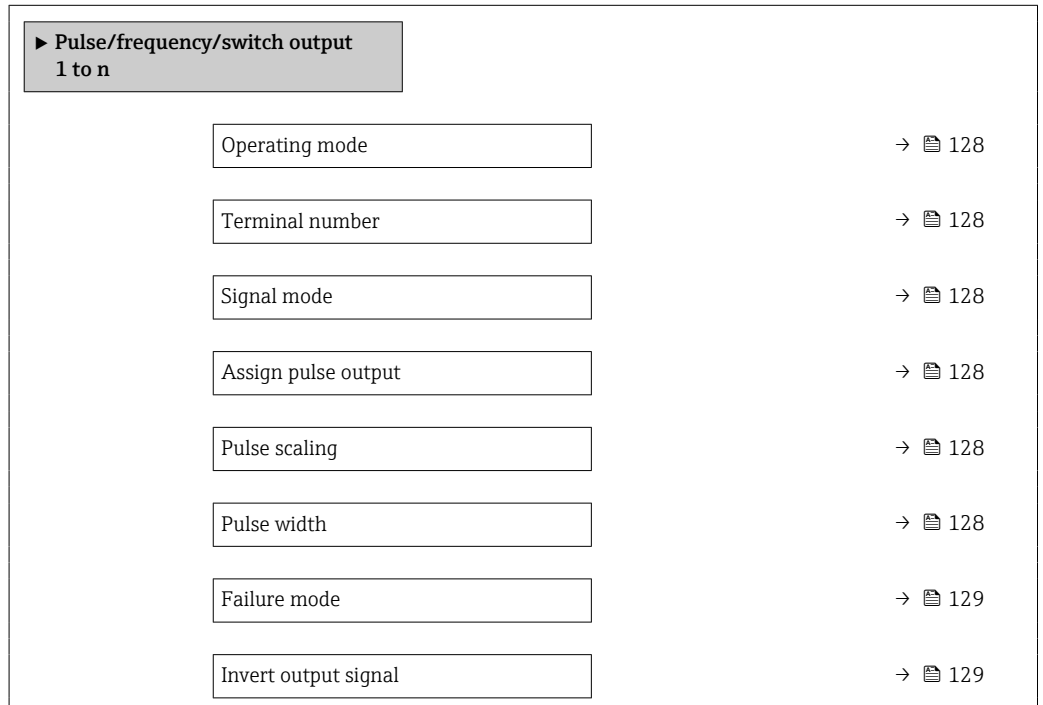 ► Pulse/frequency/switch output
1 to n
Operating mode → 128
Terminal number → 128
Signal mode → 128
Assign pulse output → 128
Pulse scaling → 128
Pulse width → 128
Failure mode → 129
Invert output signal → 129